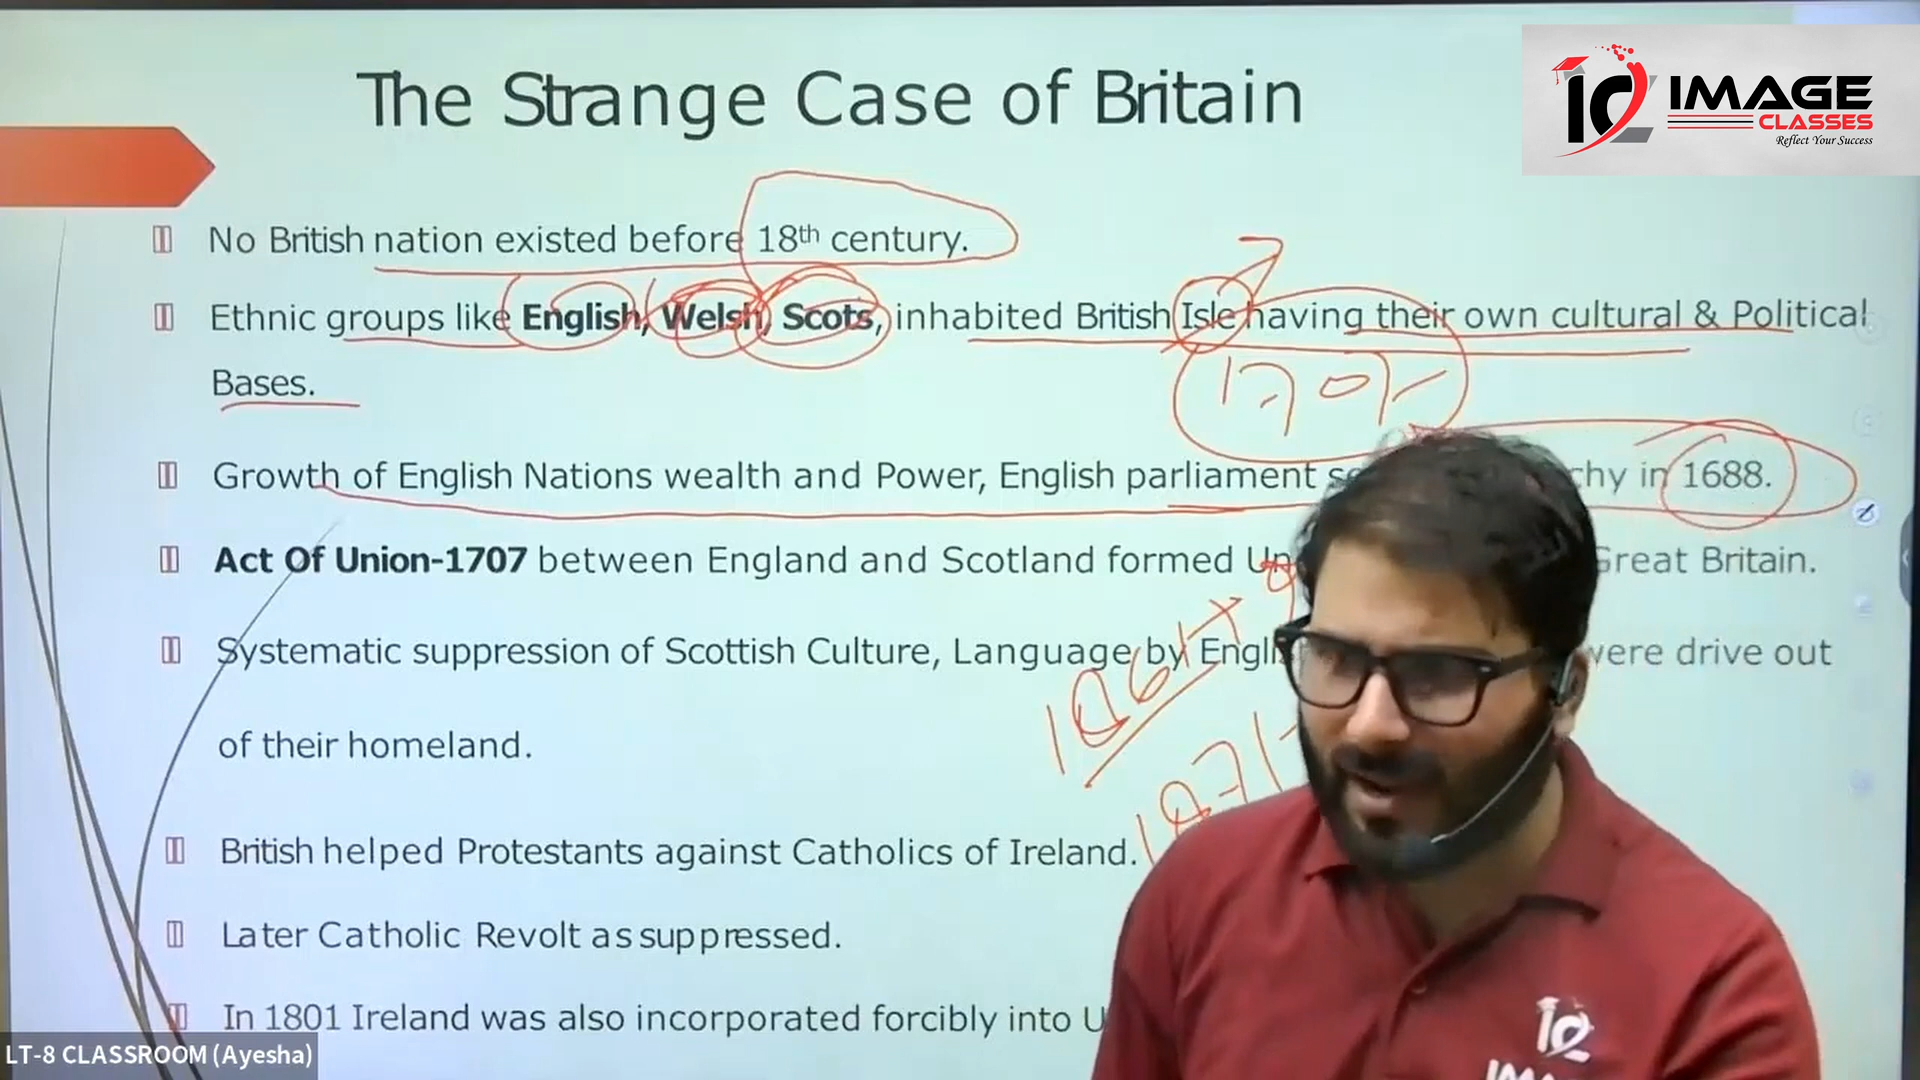 The Strange Case of Britain
IMAGE
CLASSES
Reflect Your Success
No British nation existed before 18th century.
Ethnic groups like English, Welsh, Scots, inhabited British Isle having their own cultural & Political
Bases.
1707
Growth of English Nations wealth and Power, English parliament in 1688.
Act Of Union-1707 between England and Scotland formed Great Britain.
Systematic suppression of Scottish Culture, Language by were drive out
of their homeland.
1861
1871
British helped Protestants against Catholics of Ireland.
Later Catholic Revolt as suppressed.
In 1801 Ireland was also incorporated forcibly into
LT-8 CLASSROOM (Ayesha)